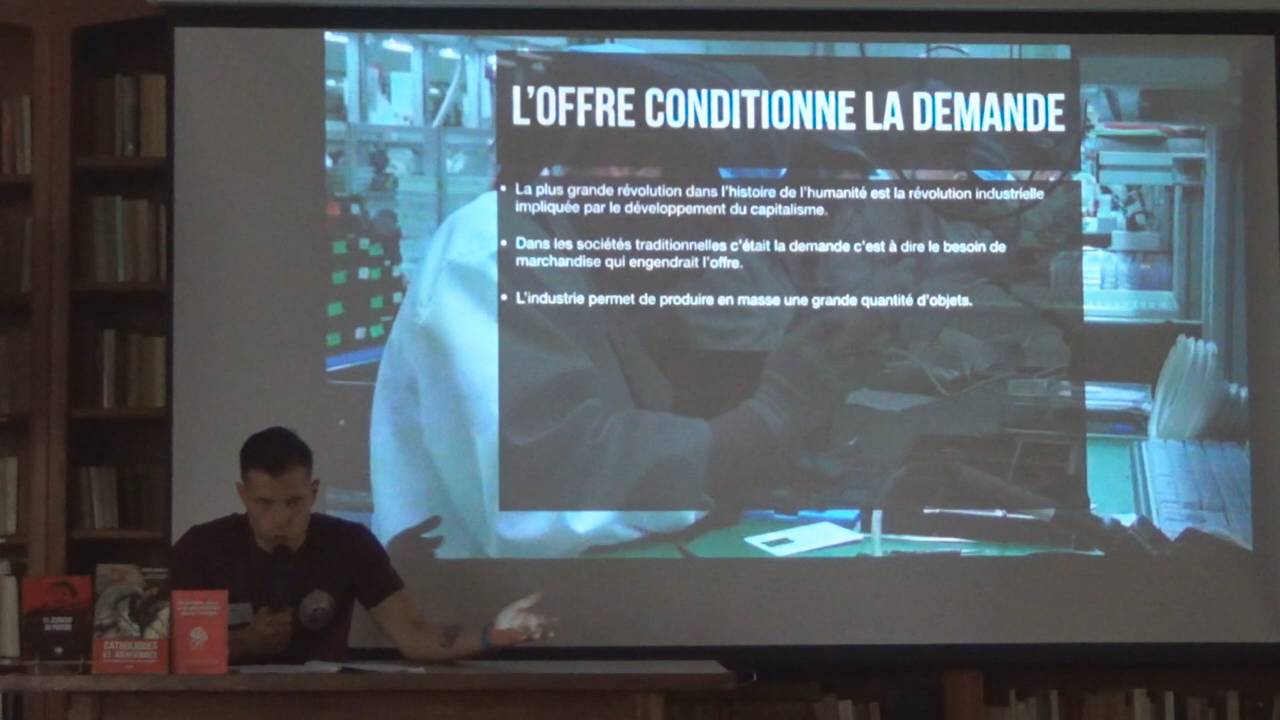 L'OFFRE CONDITIONNE LA DEMANDE
• La plus grande révolution dans l'histoire de l'humanité est la révolution industrielle
impliquée par le développement du capitalisme.
• Dans les sociétés traditionnelles c'était la demande c'est à dire le besoin de
marchandise qui engendrait l'offre.
• L'industrie permet de produire en masse une grande quantité d'objets.
CATHOLIQUES
ET